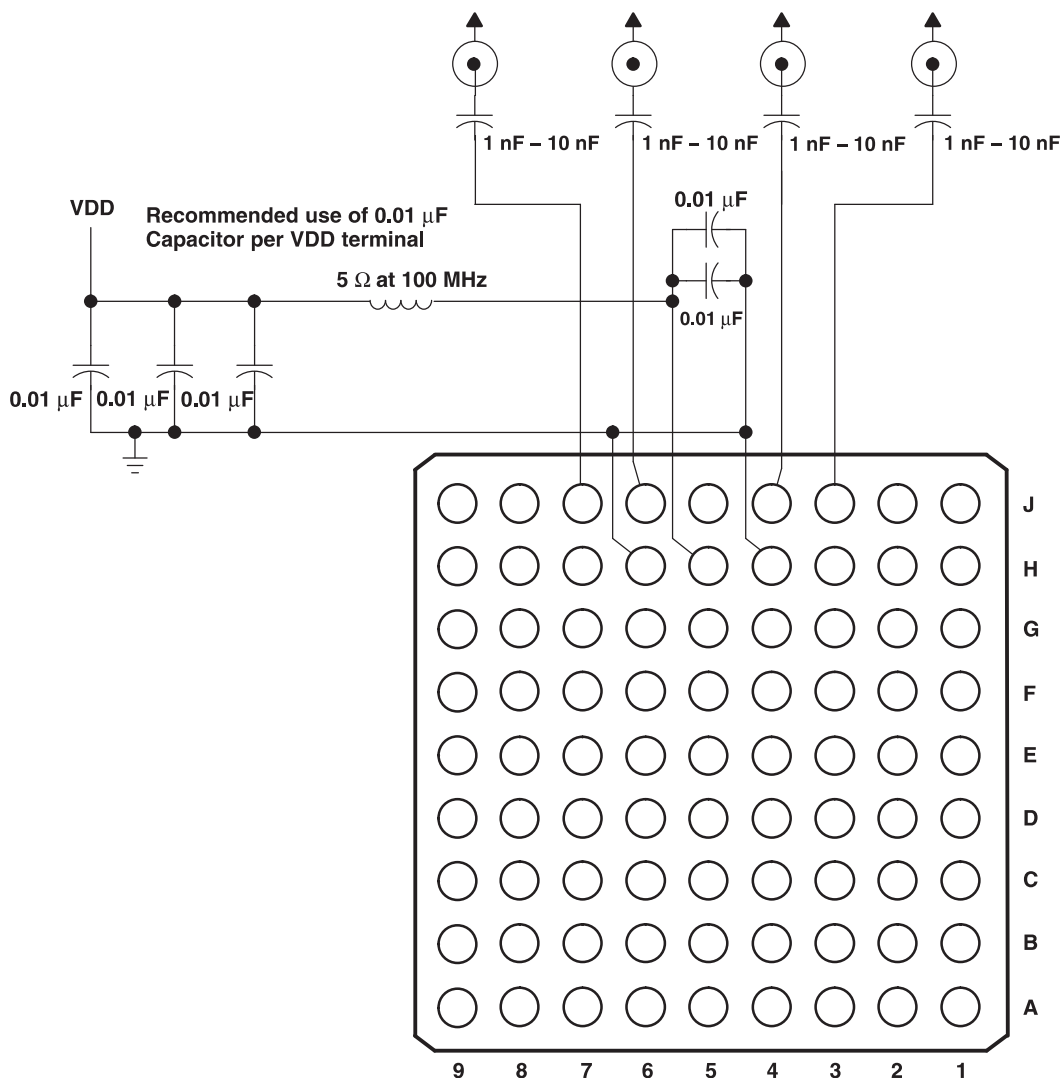 1 nF – 10 nF
1 nF – 10 nF
1 nF – 10 nF
1 nF – 10 nF
VDD
Recommended use of 0.01 μF
Capacitor per VDD terminal
0.01 μF
5 Ω at 100 MHz
0.01 μF
0.01 μF
0.01 μF
0.01 μF
J
H
G
F
E
D
C
B
A
9
8
7
6
5
4
3
2
1